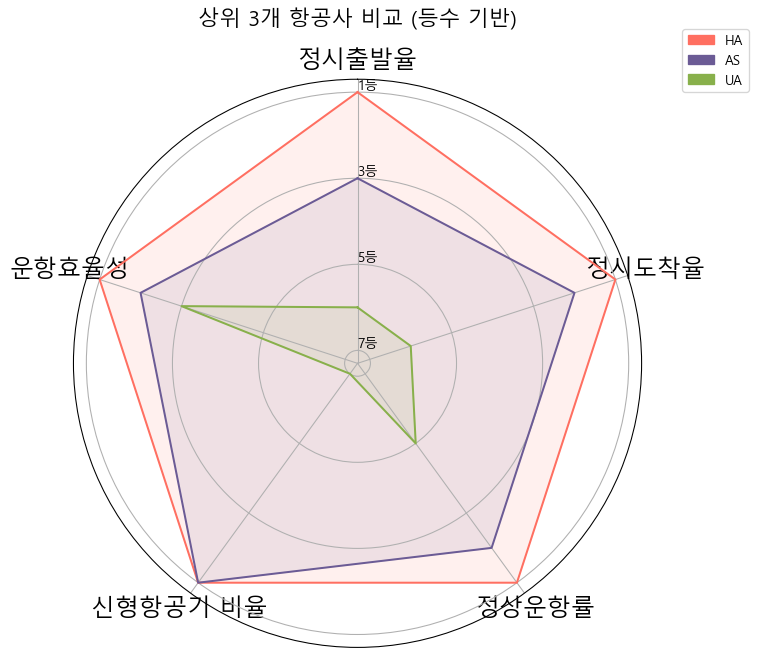 상위 3개 항공사 비교 (등수 기반)
HA
AS
UA
정시출발율
1등
3등
5등
7등
운항효율성
정시도착율
신형항공기 비율
정상운항률